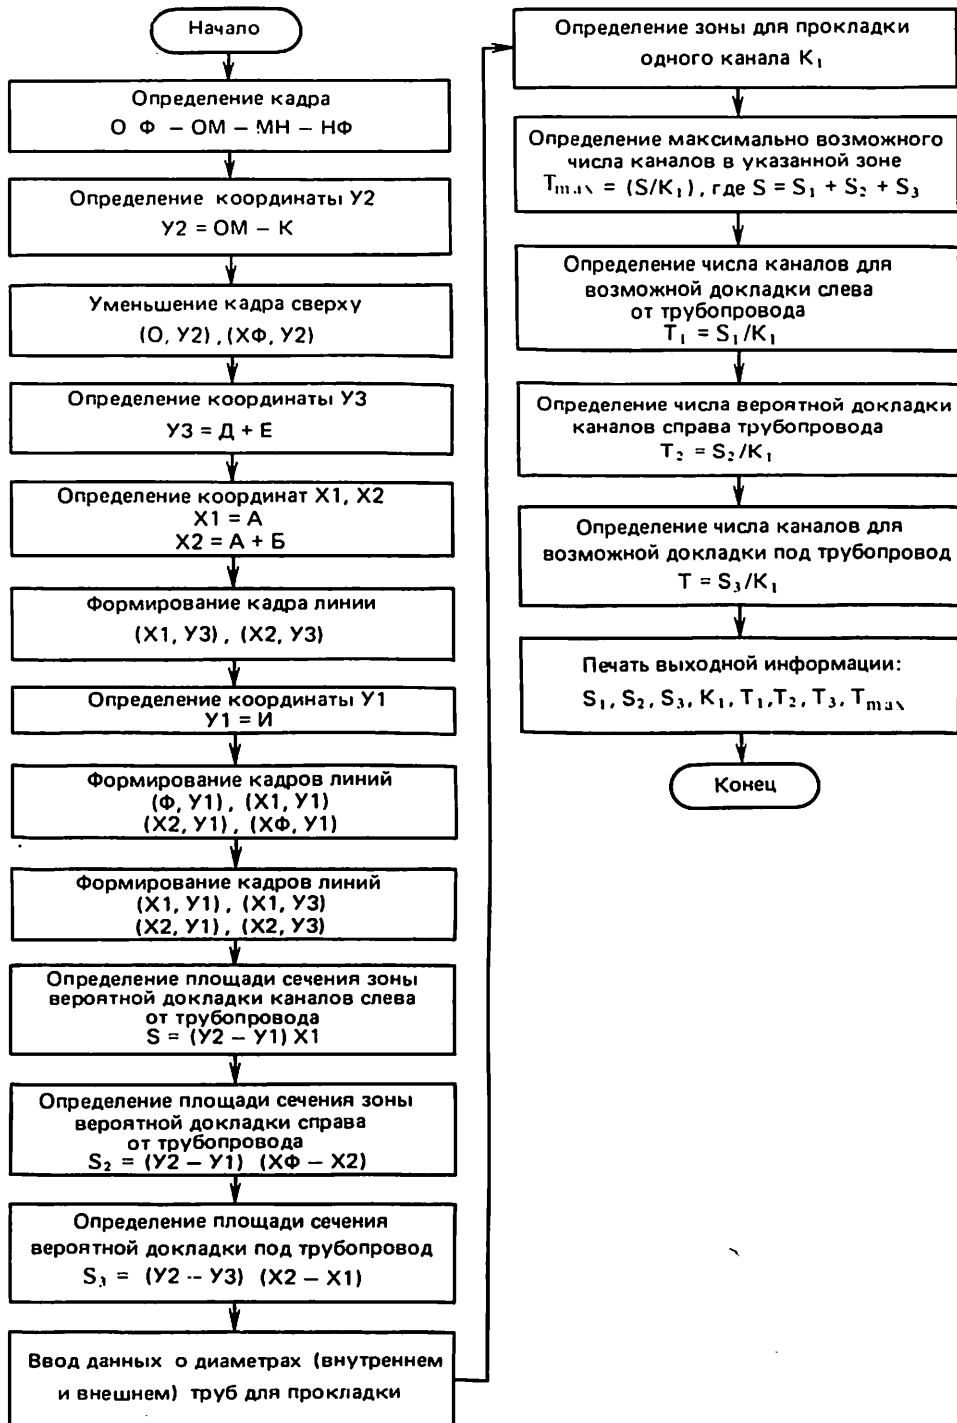 Начало
Определение кадра
О Ф – ОМ – МН – НФ
Определение координаты У2
У2 = ОМ – К
Уменьшение кадра сверху
(О, У2), (ХФ, У2)
Определение координаты У3
У3 = Д + Е
Определение координат Х1, Х2
Х1 = А
Х2 = А + Б
Формирование кадра линии
(Х1, У3), (Х2, У3)
Определение координаты У1
У1 = И
Формирование кадров линий
(Ф, У1), (Х1, У1)
(Х2, У1), (ХФ, У1)
Формирование кадров линий
(Х1, У1), (Х1, У3)
(Х2, У1), (Х2, У3)
Определение площади сечения зоны
вероятной докладки каналов слева
от трубопровода
S = (У2 – У1) Х1
Определение площади сечения зоны
вероятной докладки справа
от трубопровода
S₂ = (У2 – У1) (ХФ – Х2)
Определение площади сечения
вероятной докладки под трубопровод
S₃ = (У2 -- У3) (Х2 – Х1)
Ввод данных о диаметрах (внутреннем
и внешнем) труб для прокладки
Определение зоны для прокладки
одного канала К₁
Определение максимально возможного
числа каналов в указанной зоне
Tmax = (S/K₁), где S = S₁ + S₂ + S₃
Определение числа каналов для
возможной докладки слева
от трубопровода
T₁ = S₁/K₁
Определение числа вероятной докладки
каналов справа трубопровода
T₂ = S₂/K₁
Определение числа каналов для
возможной докладки под трубопровод
T = S₃/K₁
Печать выходной информации:
S₁, S₂, S₃, K₁, T₁, T₂, T₃, Tmax
Конец